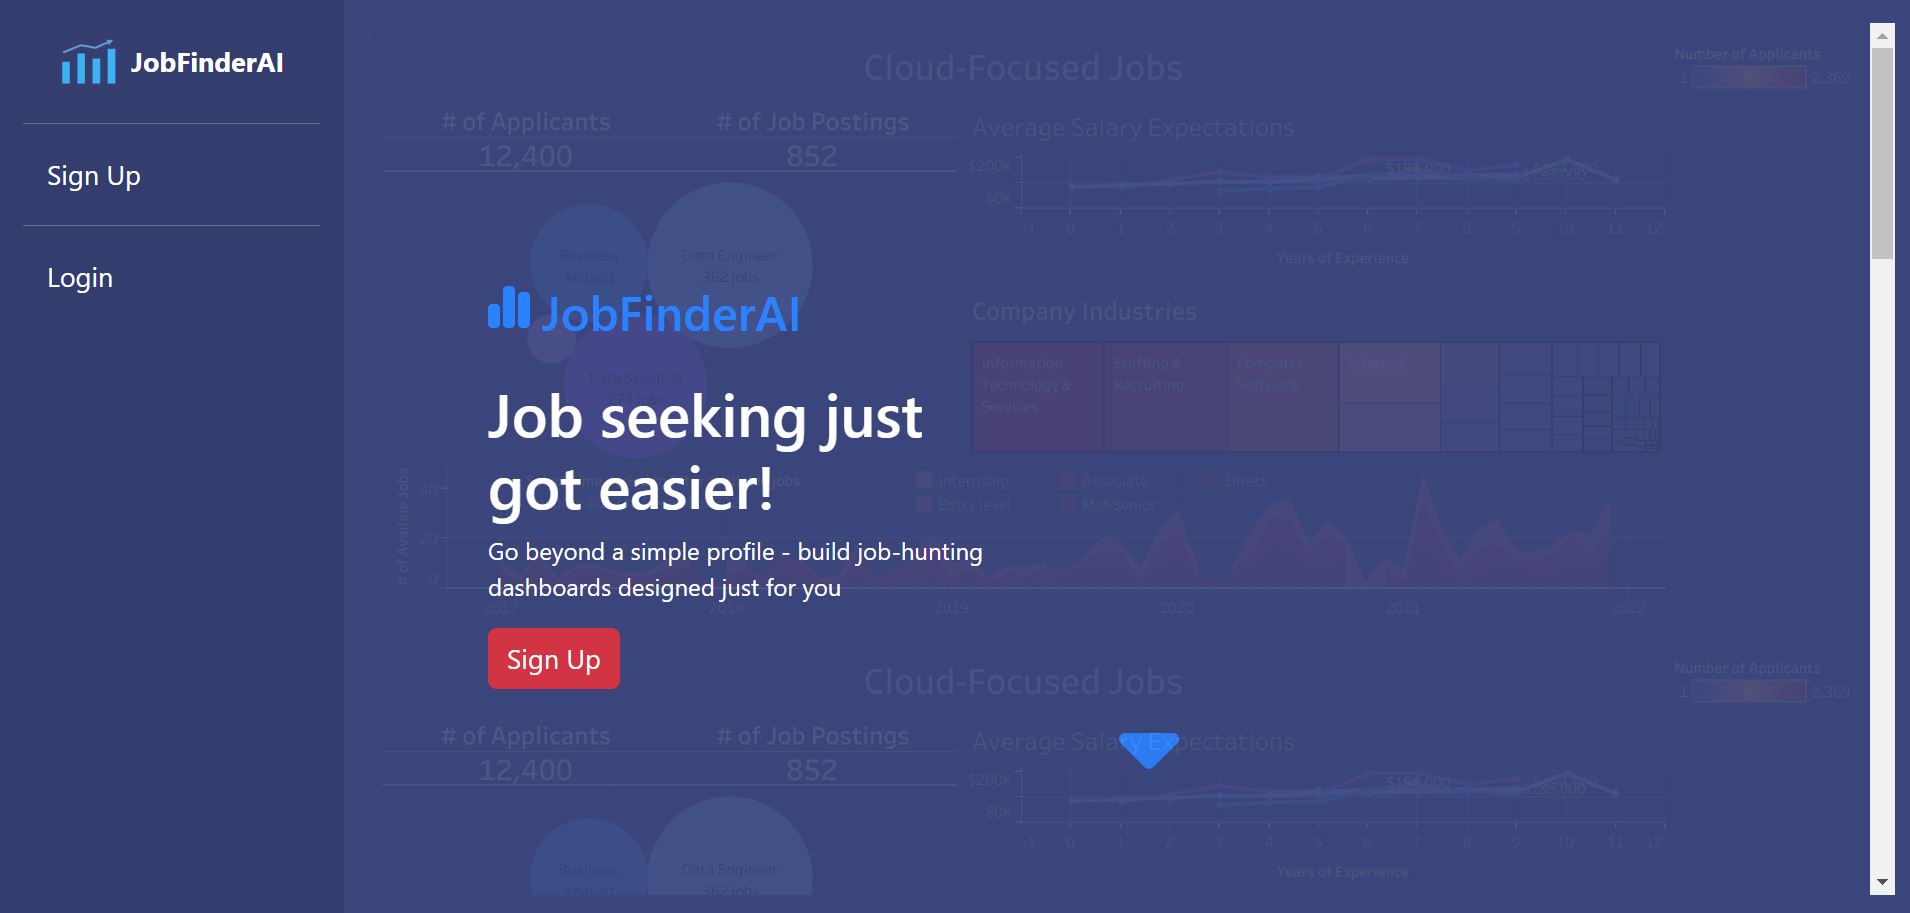 JobFinderAI
Sign Up
Login
Cloud-Focused Jobs
Number of Applicants
1 2,369
# of Applicants
12,400
# of Job Postings
852
Average Salary Expectations
$200K
$0K
$196,000
-1 0 1 2 3 4 5 6 7 8 9 10 11 12
Years of Experience
Business
Analyst
Data Engineer
362 jobs
Data Scientist
274 jobs
JobFinderAI
Job seeking just
got easier!
Go beyond a simple profile - build job-hunting
dashboards designed just for you
Sign Up
Company Industries
Information
Technology &
Services
Staffing &
Recruiting
Computer
Software
Internet
jobs
Internship
Associate
Direct
Entry level
Mid-Senior
# of Availale Jobs
40
20
0
2017 2018 2019 2020 2021 2022
Cloud-Focused Jobs
Number of Applicants
1 2,369
# of Applicants
12,400
# of Job Postings
852
Average Salary Expectations
$200K
$0K
$196,000
-1 0 1 2 3 4 5 6 7 8 9 10 11 12
Years of Experience
Business
Analyst
Data Engineer
362 jobs